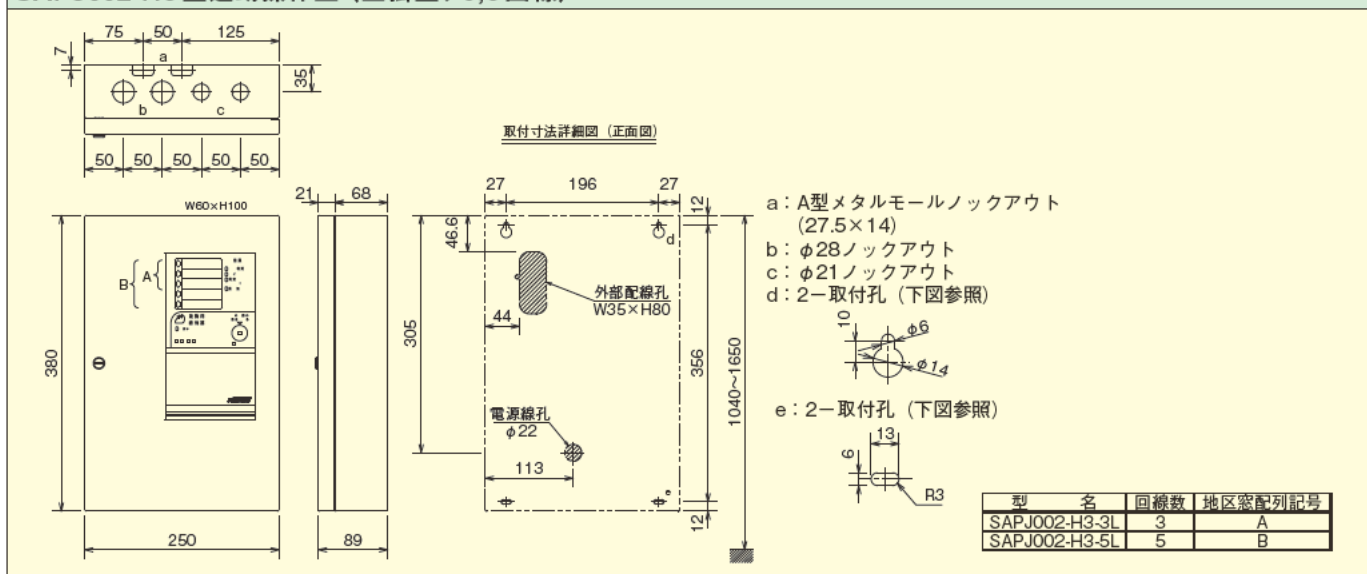 75 50 125
7
a
35
b c
50 50 50 50 50
取付寸法詳細図（正面図）
W60×H100
21 68
27 196 27
12
46.6
d
B A
外部配線孔
W35×H80
44
305
380
356
1040~1650
電源線孔
φ22
113
e
12
250
89
a：A型メタルモールノックアウト
(27.5×14)
b：φ28ノックアウト
c：φ21ノックアウト
d：2－取付孔（下図参照）
10
φ6
φ14
e：2－取付孔（下図参照）
13
6
R3
型 名 回線数 地区窓配列記号
SAPJ002-H3-3L 3 A
SAPJ002-H3-5L 5 B